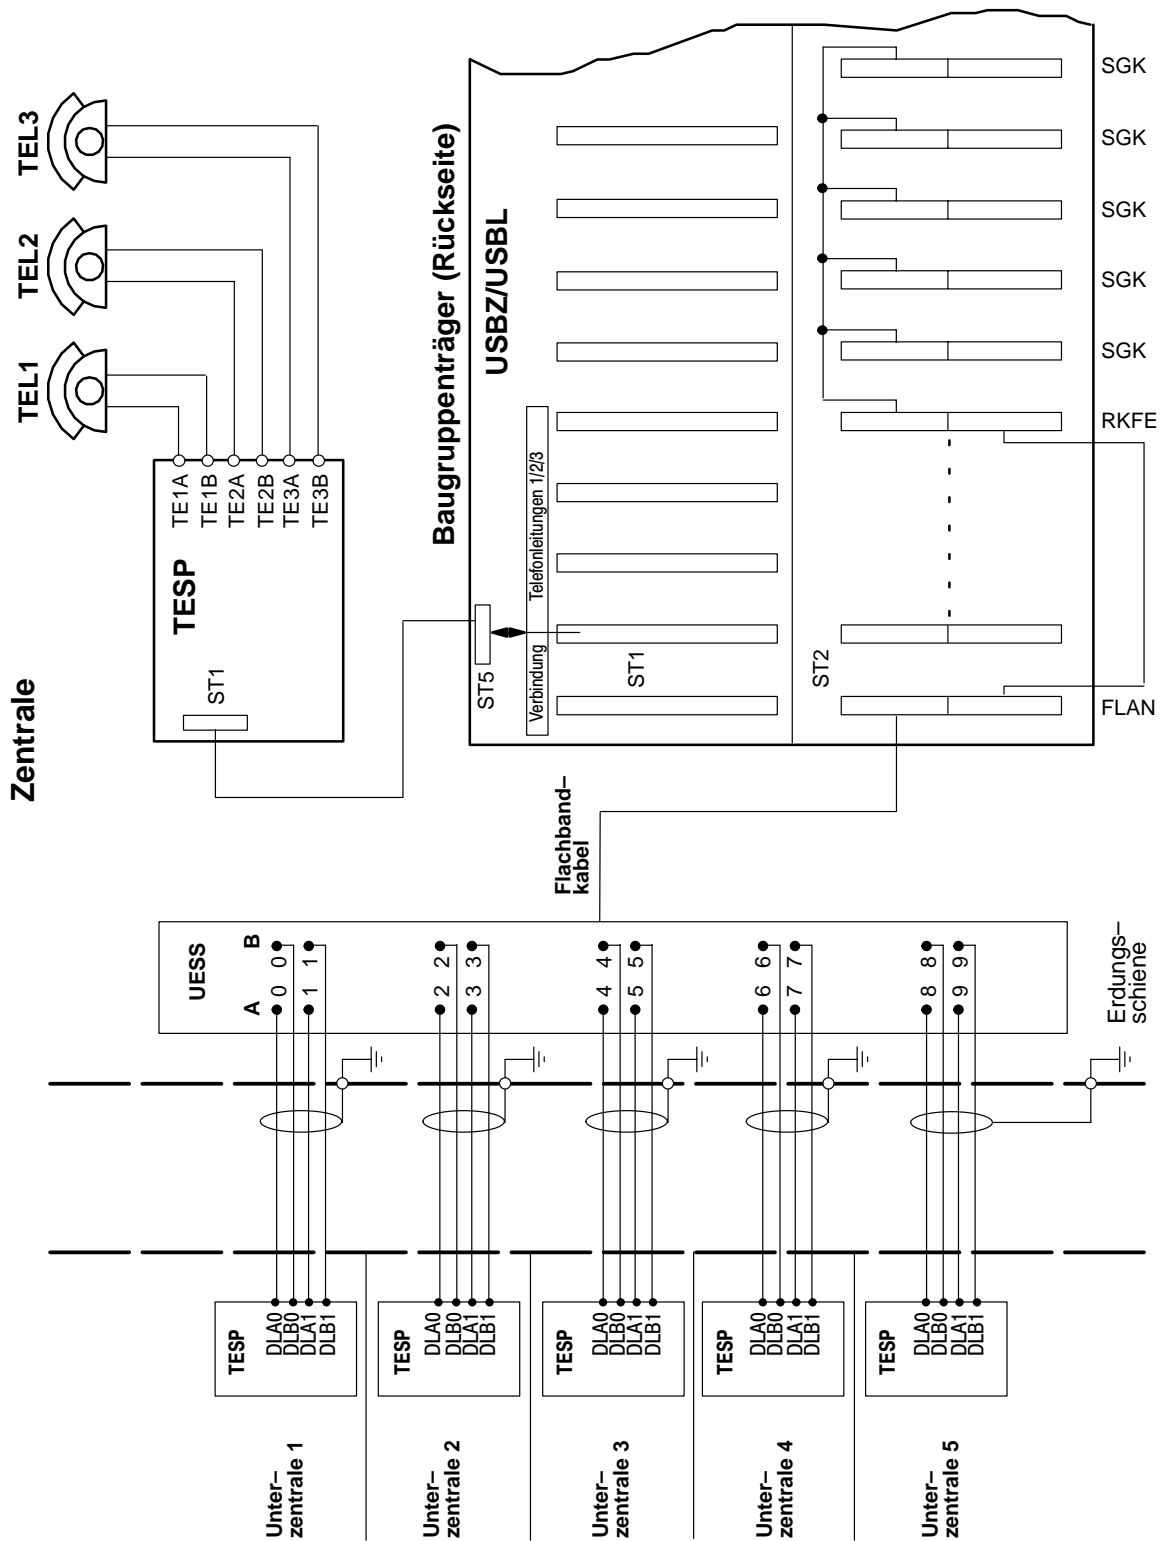 Zentrale
TEL1
TEL2
TEL3
TESP
ST1
TE1A
TE1B
TE2A
TE2B
TE3A
TE3B
Baugruppenträger (Rückseite)
USBZ/USBL
ST5
Verbindung Telefonleitungen 1/2/3
ST1
ST2
SGK
SGK
SGK
SGK
SGK
RKFE
FLAN
Flachband–
kabel
UESS
A B
0 0
1 1
2 2
3 3
4 4
5 5
6 6
7 7
8 8
9 9
Erdungs–
schiene
TESP
DLA0
DLB0
DLA1
DLB1
TESP
DLA0
DLB0
DLA1
DLB1
TESP
DLA0
DLB0
DLA1
DLB1
TESP
DLA0
DLB0
DLA1
DLB1
TESP
DLA0
DLB0
DLA1
DLB1
Unter–
zentrale 1
Unter–
zentrale 2
Unter–
zentrale 3
Unter–
zentrale 4
Unter–
zentrale 5